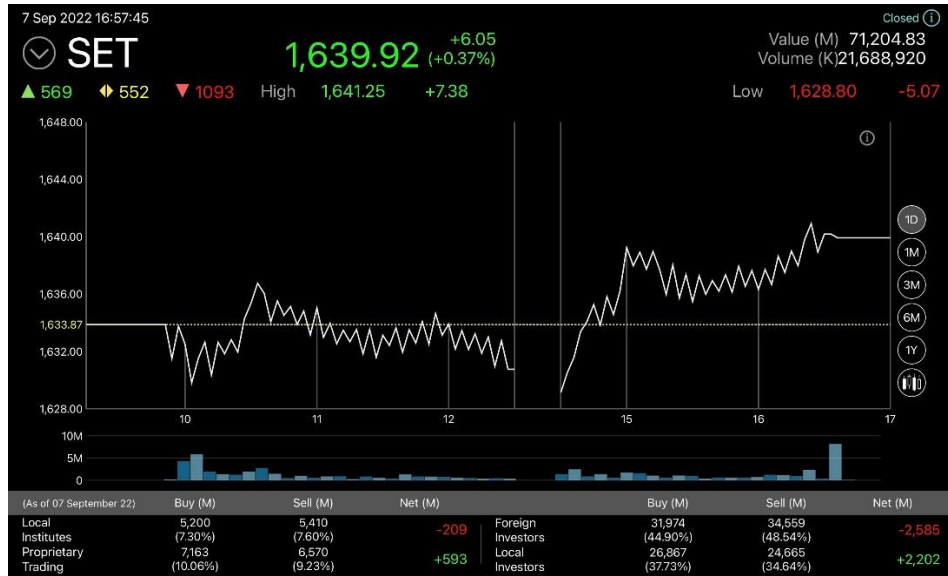 7 Sep 2022 16:57:45
Closed
SET
1,639.92
+6.05
(+0.37%)
Value (M) 71,204.83
Volume (K)21,688,920
569 552 1093 High 1,641.25 +7.38 Low 1,628.80 -5.07
1,648.00
1,644.00
1,640.00
1,636.00
1,633.87
1,632.00
1,628.00
1D
1M
3M
6M
1Y
10 11 12 15 16 17
10M
5M
0
(As of 07 September 22) Buy (M) Sell (M) Net (M) Buy (M) Sell (M) Net (M)
Local Institutes 5,200 (7.30%) 5,410 (7.60%) -209
Foreign Investors 31,974 (44.90%) 34,559 (48.54%) -2,585
Proprietary Trading 7,163 (10.06%) 6,570 (9.23%) +593
Local Investors 26,867 (37.73%) 24,665 (34.64%) +2,202